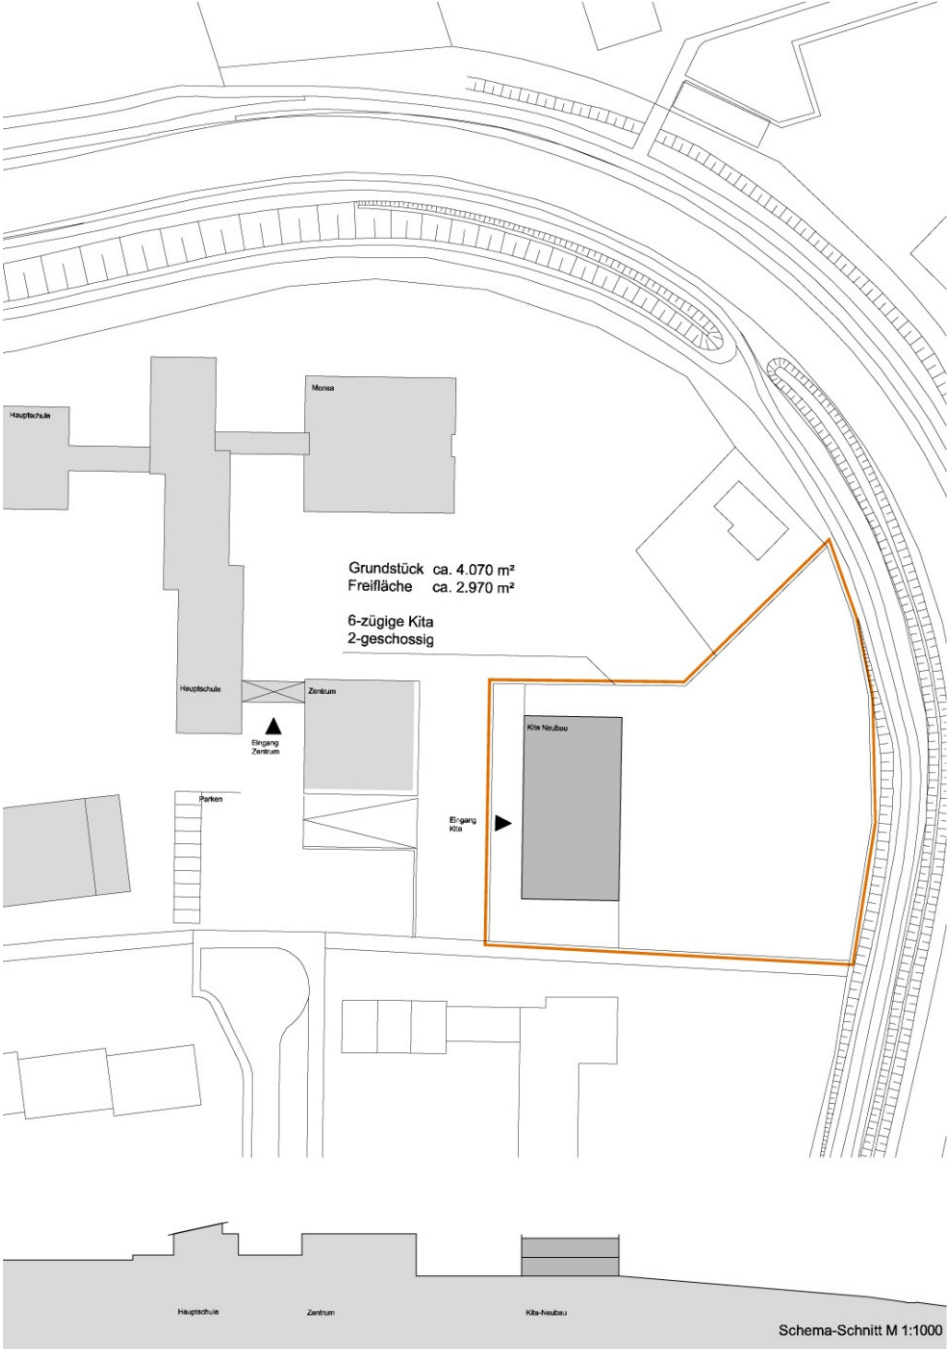 Hauptschule
Mensa
Grundstück ca. 4.070 m²
Freifläche ca. 2.970 m²
6-zügige Kita
2-geschossig
Hauptschule
Zentrum
Eingang
Zentrum
Kita Neubau
Parken
Eingang
Kita
Hauptschule
Zentrum
Kita-Neubau
Schema-Schnitt M 1:1000